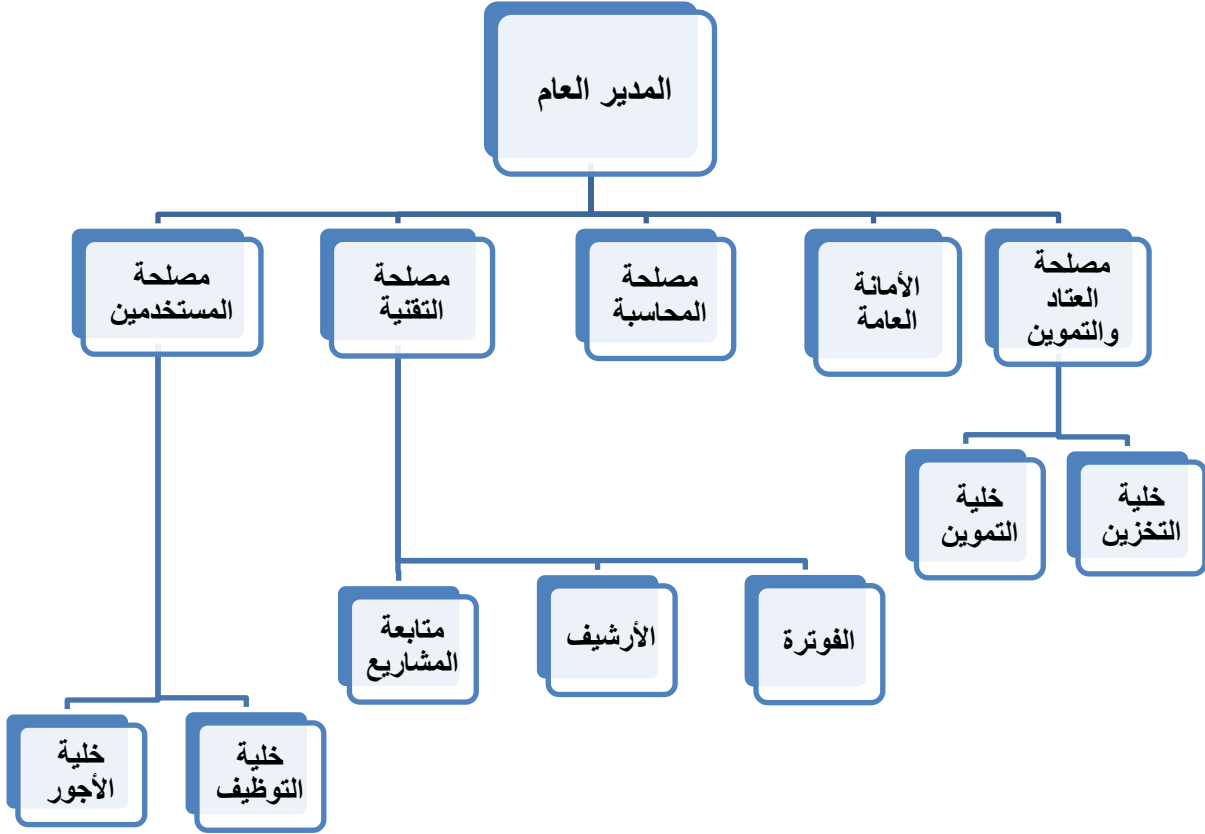 المدير العام
مصلحة
العتاد
والتموين
الأمانة
العامة
مصلحة
المحاسبة
مصلحة
التقنية
مصلحة
المستخدمين
خلية
التخزين
خلية
التموين
الفوترة
الأرشيف
متابعة
المشاريع
خلية
التوظيف
خلية
الأجور